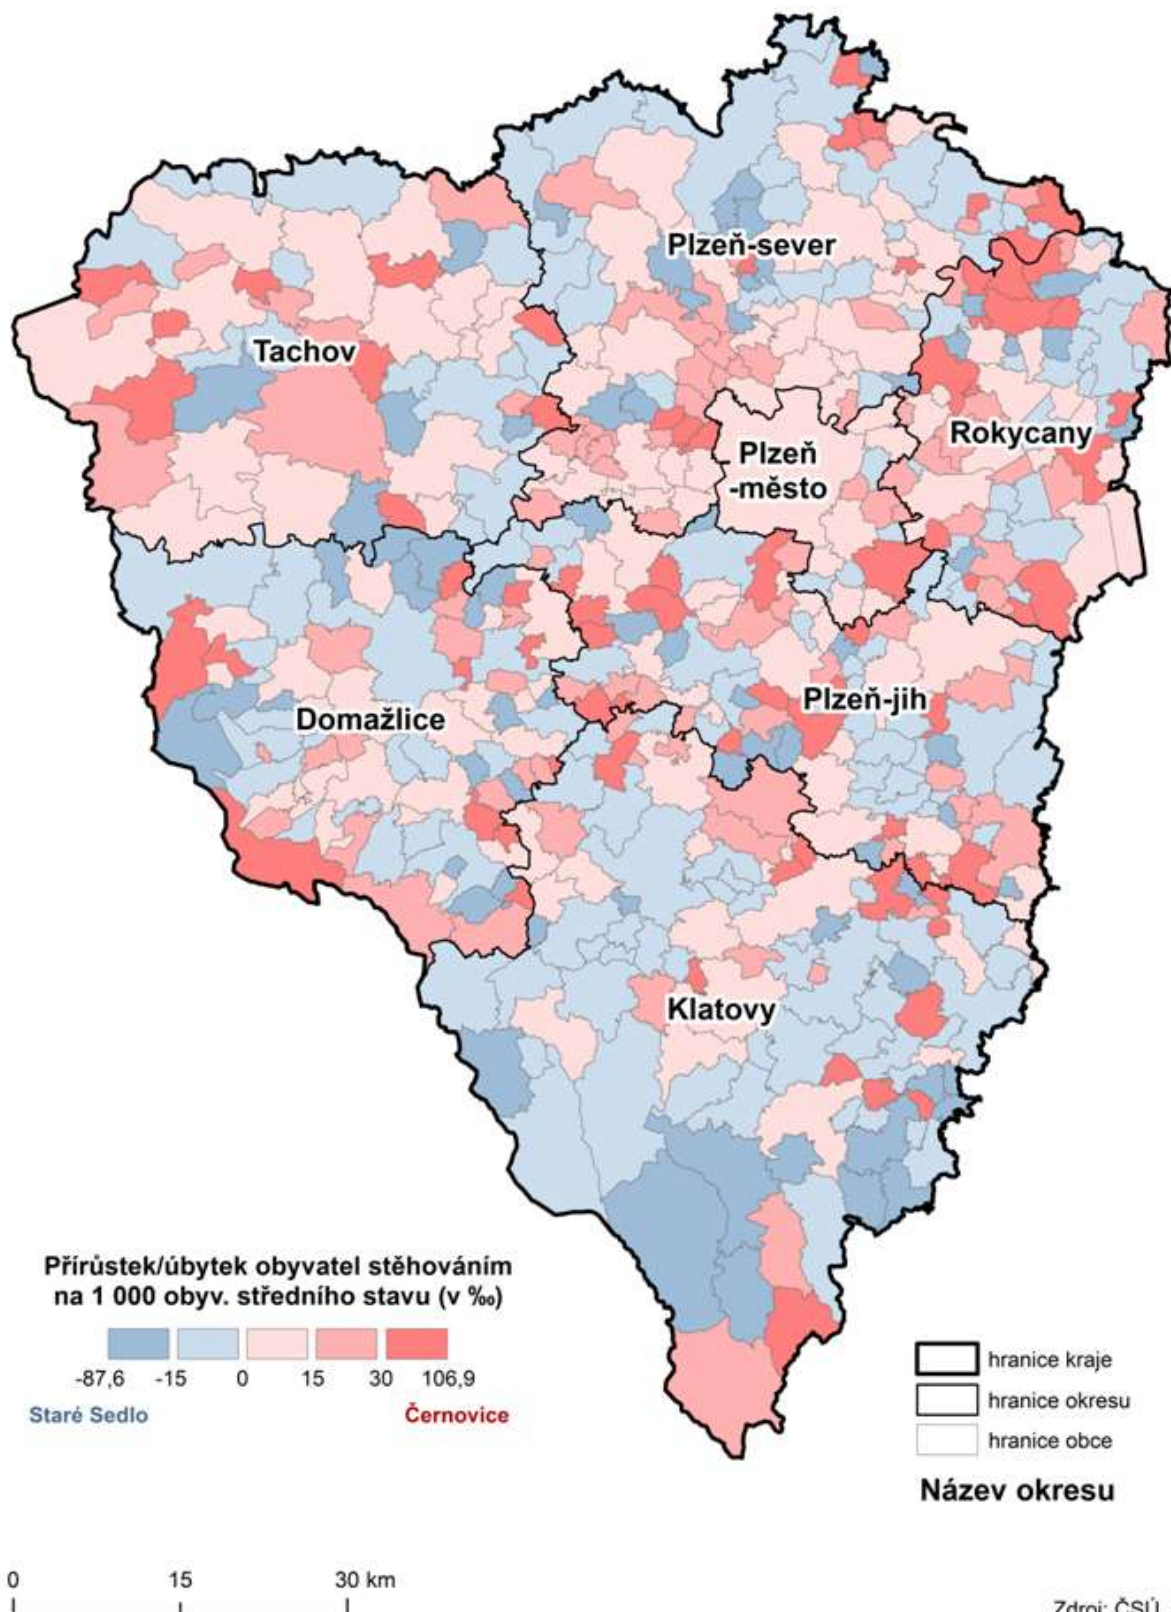 Plzeň-sever
Tachov
Rokycany
Plzeň
-město
Plzeň-jih
Domažlice
Klatovy
Přírůstek/úbytek obyvatel stěhováním
na 1 000 obyv. středního stavu (v ‰)
-87,6 -15 0 15 30 106,9
Staré Sedlo Černovice
hranice kraje
hranice okresu
hranice obce
Název okresu
0 15 30 km
Zdroj: ČSÚ